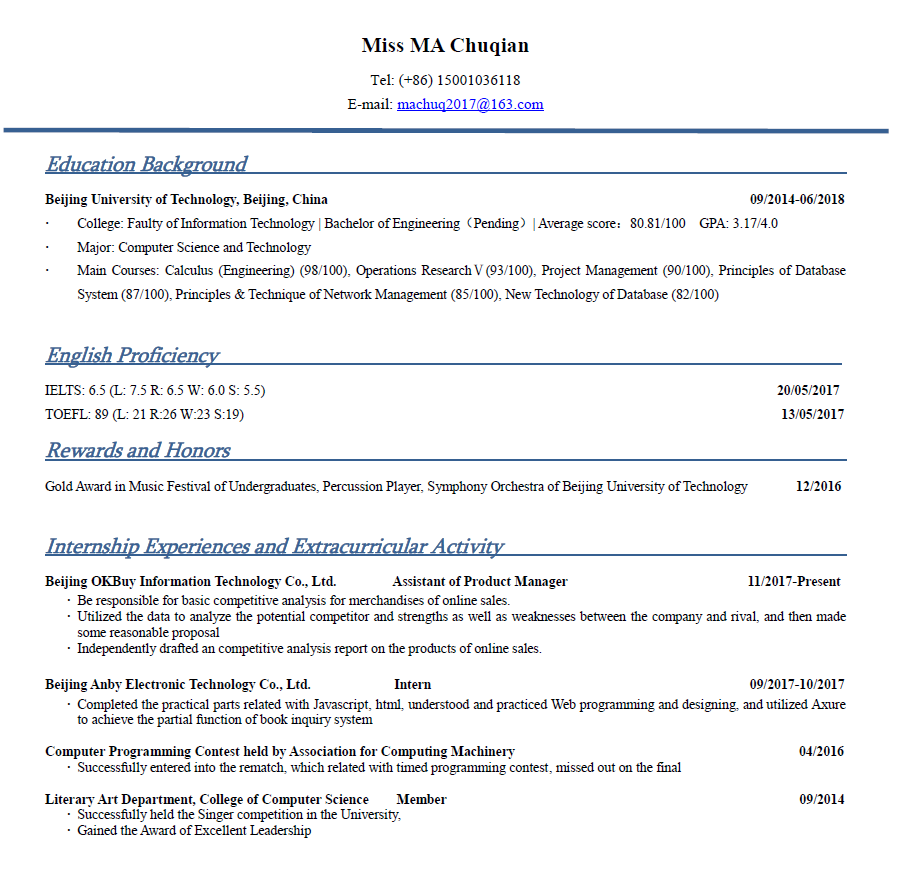 Miss MA Chuqian
Tel: (+86) 15001036118
E-mail: machuq2017@163.com
Education Background
Beijing University of Technology, Beijing, China 09/2014-06/2018
· College: Faulty of Information Technology | Bachelor of Engineering（Pending）| Average score：80.81/100 GPA: 3.17/4.0
· Major: Computer Science and Technology
· Main Courses: Calculus (Engineering) (98/100), Operations ResearchⅤ(93/100), Project Management (90/100), Principles of Database
System (87/100), Principles & Technique of Network Management (85/100), New Technology of Database (82/100)
English Proficiency
IELTS: 6.5 (L: 7.5 R: 6.5 W: 6.0 S: 5.5) 20/05/2017
TOEFL: 89 (L: 21 R:26 W:23 S:19) 13/05/2017
Rewards and Honors
Gold Award in Music Festival of Undergraduates, Percussion Player, Symphony Orchestra of Beijing University of Technology 12/2016
Internship Experiences and Extracurricular Activity
Beijing OKBuy Information Technology Co., Ltd. Assistant of Product Manager 11/2017-Present
· Be responsible for basic competitive analysis for merchandises of online sales.
· Utilized the data to analyze the potential competitor and strengths as well as weaknesses between the company and rival, and then made
some reasonable proposal
· Independently drafted an competitive analysis report on the products of online sales.
Beijing Anby Electronic Technology Co., Ltd. Intern 09/2017-10/2017
· Completed the practical parts related with Javascript, html, understood and practiced Web programming and designing, and utilized Axure
to achieve the partial function of book inquiry system
Computer Programming Contest held by Association for Computing Machinery 04/2016
· Successfully entered into the rematch, which related with timed programming contest, missed out on the final
Literary Art Department, College of Computer Science Member 09/2014
· Successfully held the Singer competition in the University,
· Gained the Award of Excellent Leadership